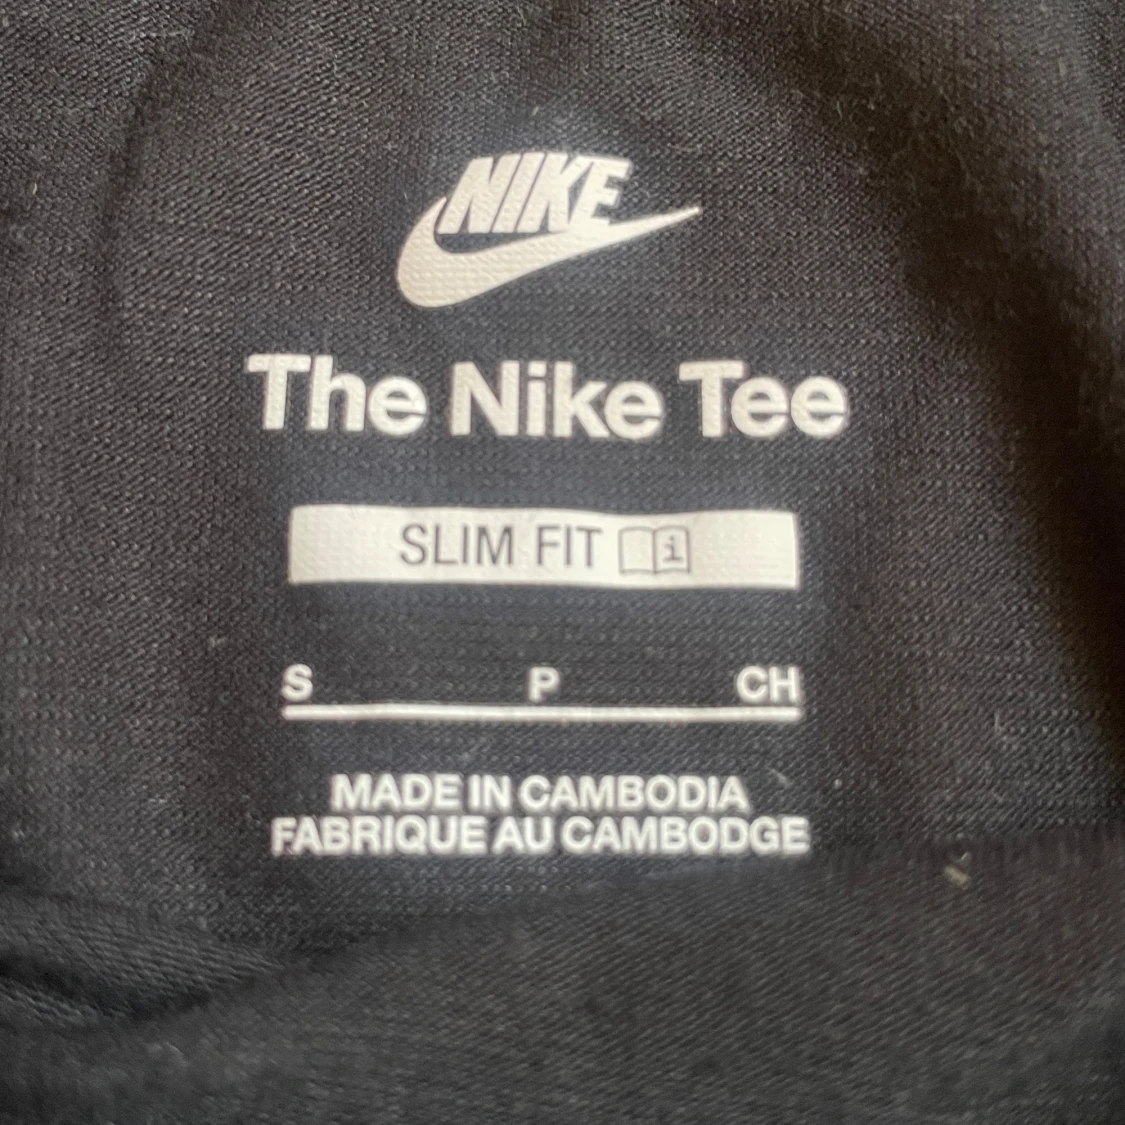 NIKE
The Nike Tee
SLIM FIT i
S P CH
MADE IN CAMBODIA
FABRIQUE AU CAMBODGE